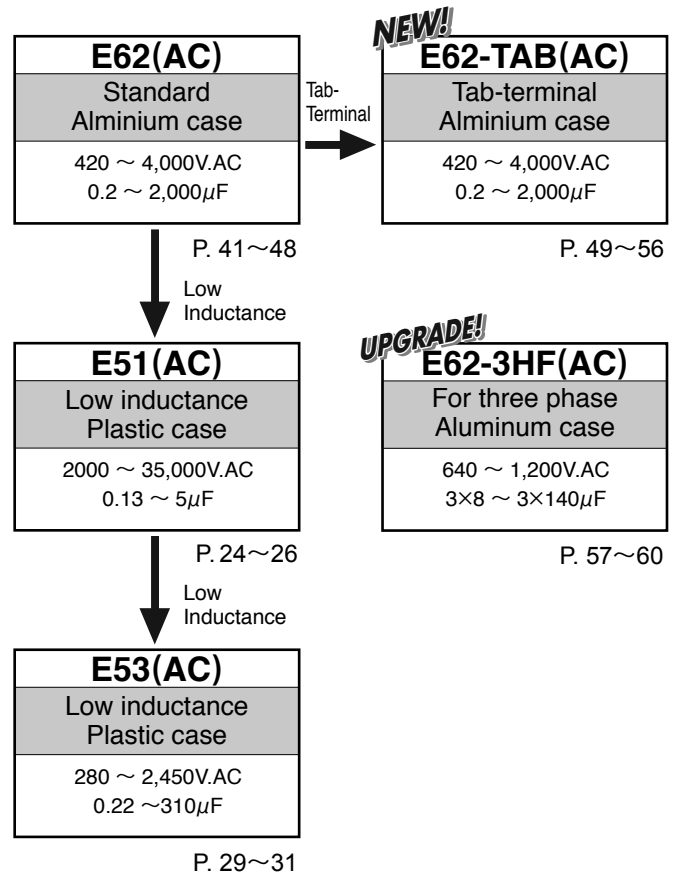 E62(AC)
Standard
Alminium case
420 ～ 4,000V.AC
0.2 ～ 2,000μF
P. 41～48
Tab-
Terminal
NEW!
E62-TAB(AC)
Tab-terminal
Alminium case
420 ～ 4,000V.AC
0.2 ～ 2,000μF
P. 49～56
Low
Inductance
E51(AC)
Low inductance
Plastic case
2000 ～ 35,000V.AC
0.13 ～ 5μF
P. 24～26
UPGRADE!
E62-3HF(AC)
For three phase
Aluminum case
640 ～ 1,200V.AC
3×8 ～ 3×140μF
P. 57～60
Low
Inductance
E53(AC)
Low inductance
Plastic case
280 ～ 2,450V.AC
0.22 ～310μF
P. 29～31